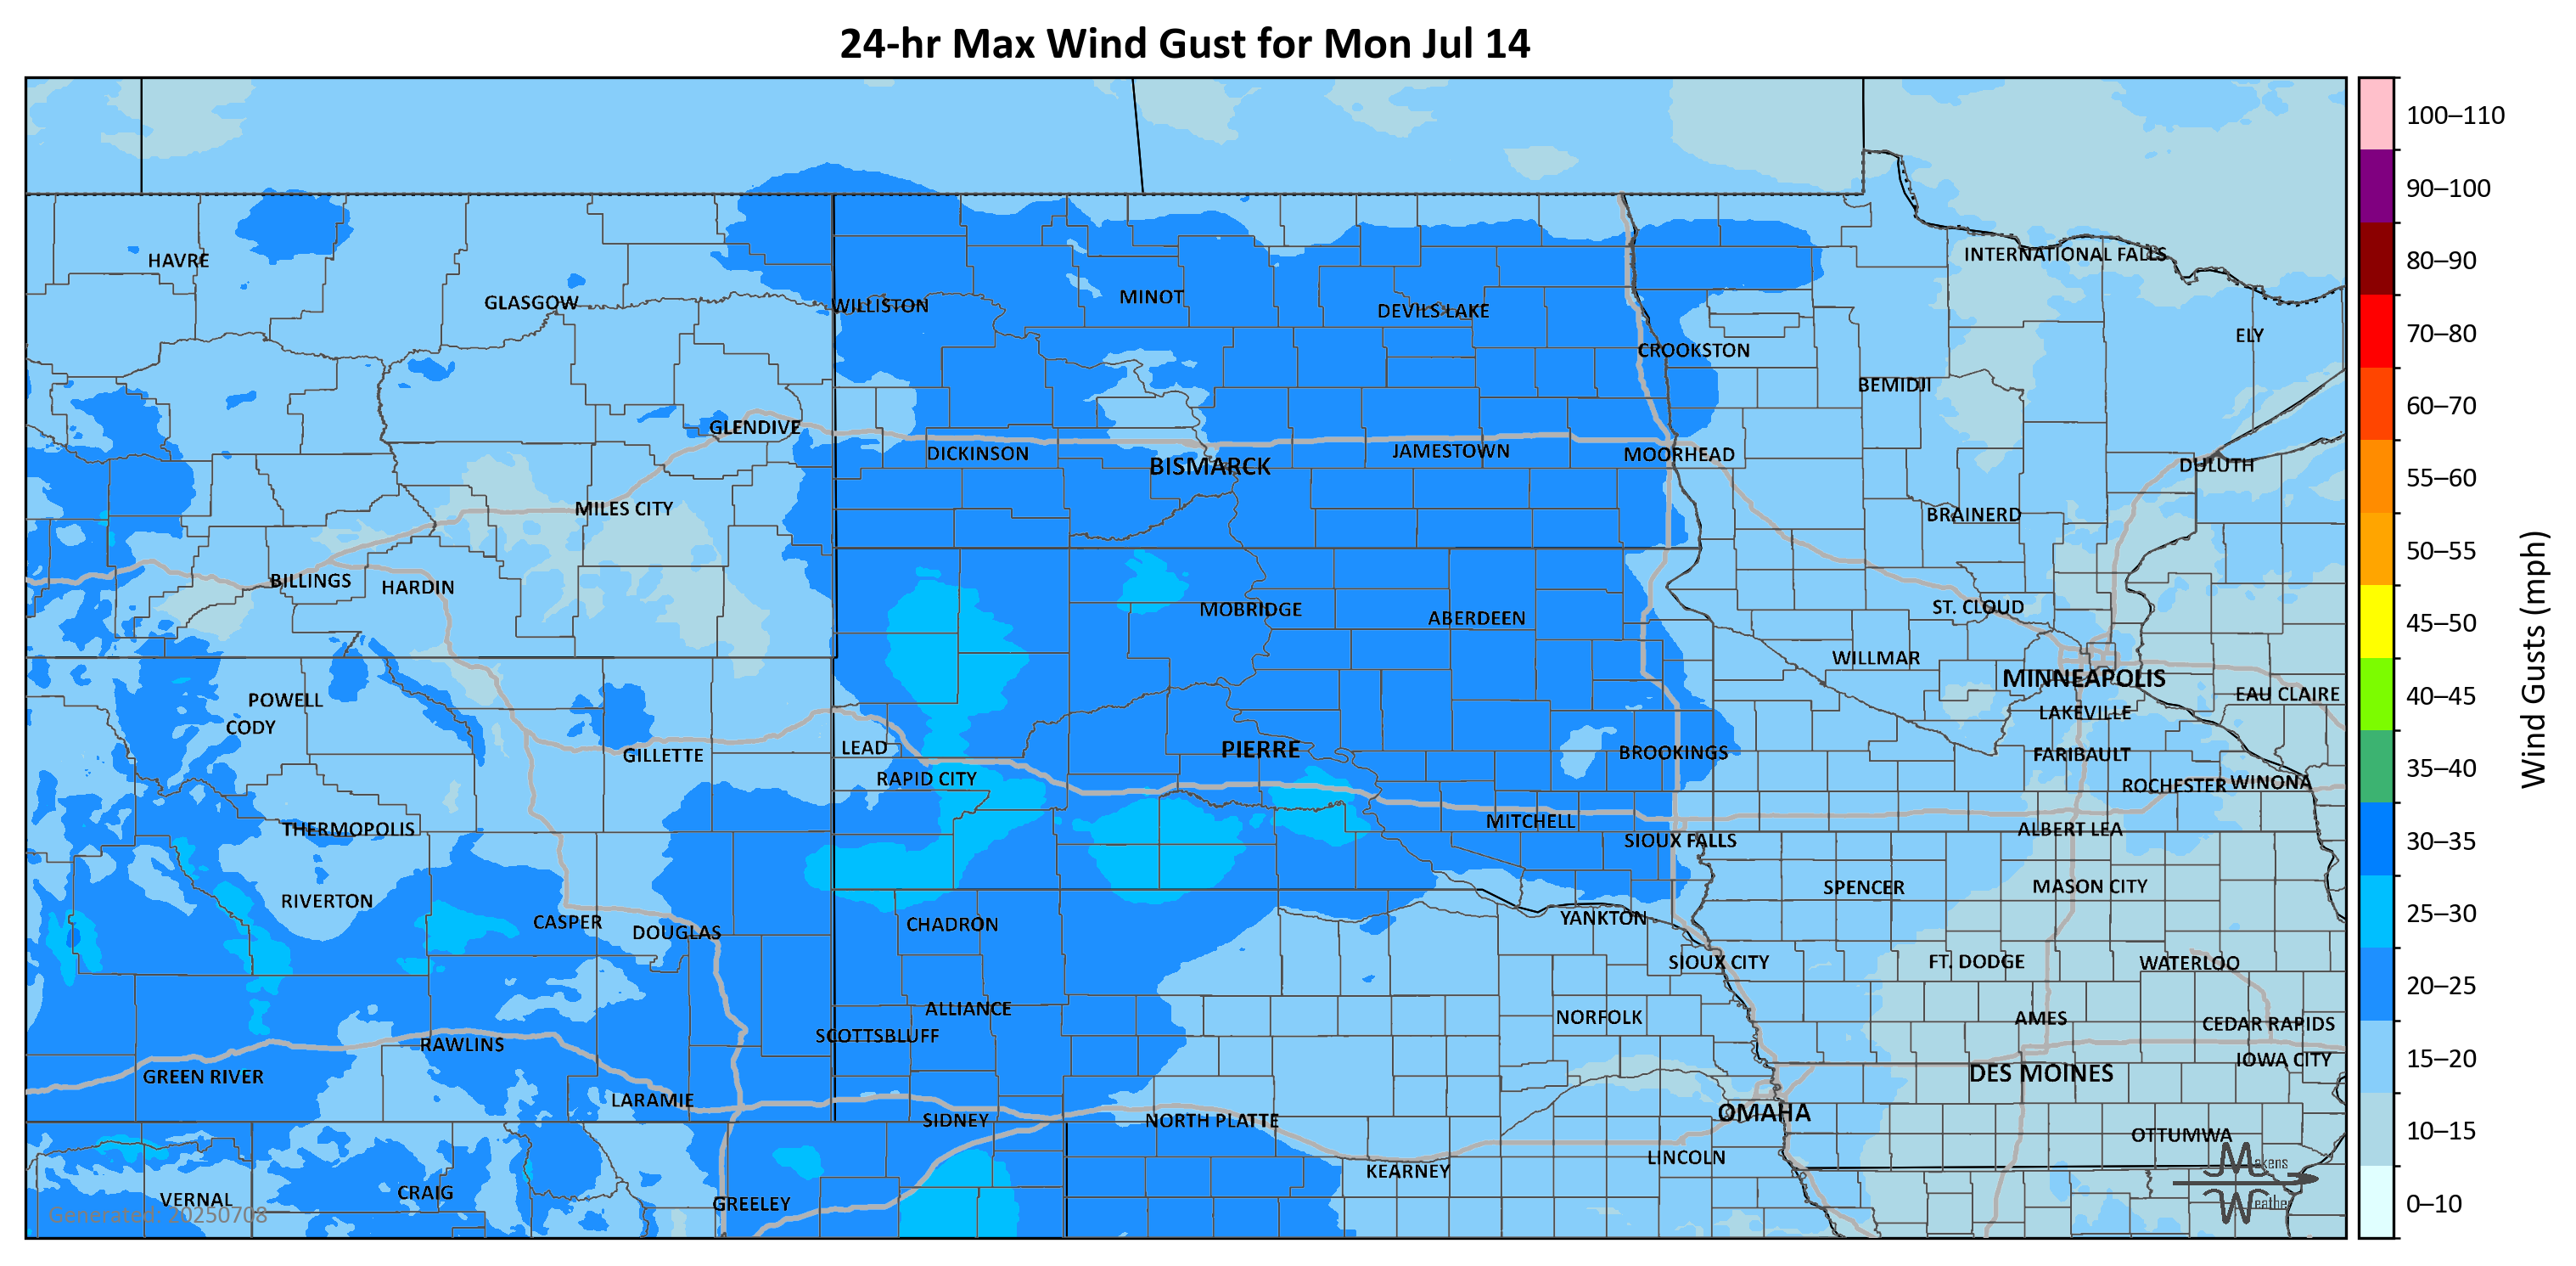 24-hr Max Wind Gust for Mon Jul 14
100–110
90–100
80–90
70–80
60–70
55–60
50–55
45–50
40–45
35–40
30–35
25–30
20–25
15–20
10–15
0–10
Wind Gusts (mph)
HAVRE
INTERNATIONAL FALLS
GLASGOW
WILLISTON
MINOT
DEVILS LAKE
ELY
CROOKSTON
BEMIDJI
GLENDIVE
DICKINSON
BISMARCK
JAMESTOWN
MOORHEAD
DULUTH
MILES CITY
BRAINERD
BILLINGS
HARDIN
MOBRIDGE
ABERDEEN
ST. CLOUD
WILLMAR
MINNEAPOLIS
EAU CLAIRE
POWELL
LAKEVILLE
CODY
GILLETTE
LEAD
PIERRE
BROOKINGS
FARIBAULT
RAPID CITY
ROCHESTER
WINONA
THERMOPOLIS
MITCHELL
SIOUX FALLS
ALBERT LEA
SPENCER
MASON CITY
RIVERTON
CASPER
DOUGLAS
CHADRON
YANKTON
SIOUX CITY
FT. DODGE
WATERLOO
ALLIANCE
NORFOLK
AMES
CEDAR RAPIDS
SCOTTSBLUFF
RAWLINS
IOWA CITY
GREEN RIVER
DES MOINES
LARAMIE
SIDNEY
NORTH PLATTE
OMAHA
OTTUMWA
KEARNEY
LINCOLN
VERNAL
CRAIG
GREELEY
Generated: 20250708
Makens
Weather